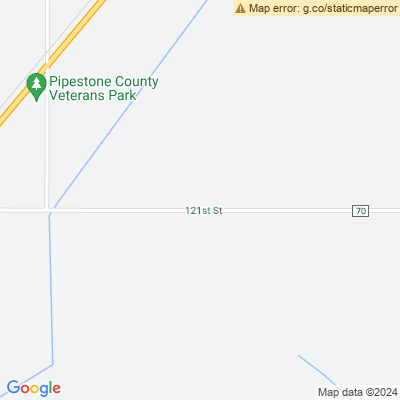 Map error: g.co/staticmaperror
Pipestone County
Veterans Park
121st St
70
Google
Map data ©2024